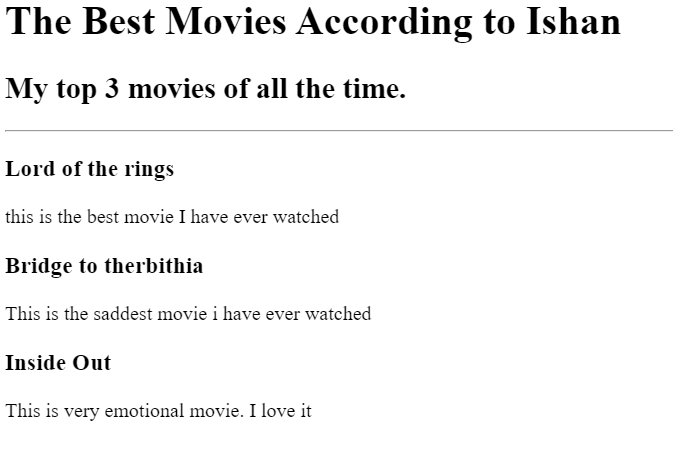 The Best Movies According to Ishan
My top 3 movies of all the time.
Lord of the rings
this is the best movie I have ever watched
Bridge to therbithia
This is the saddest movie i have ever watched
Inside Out
This is very emotional movie. I love it